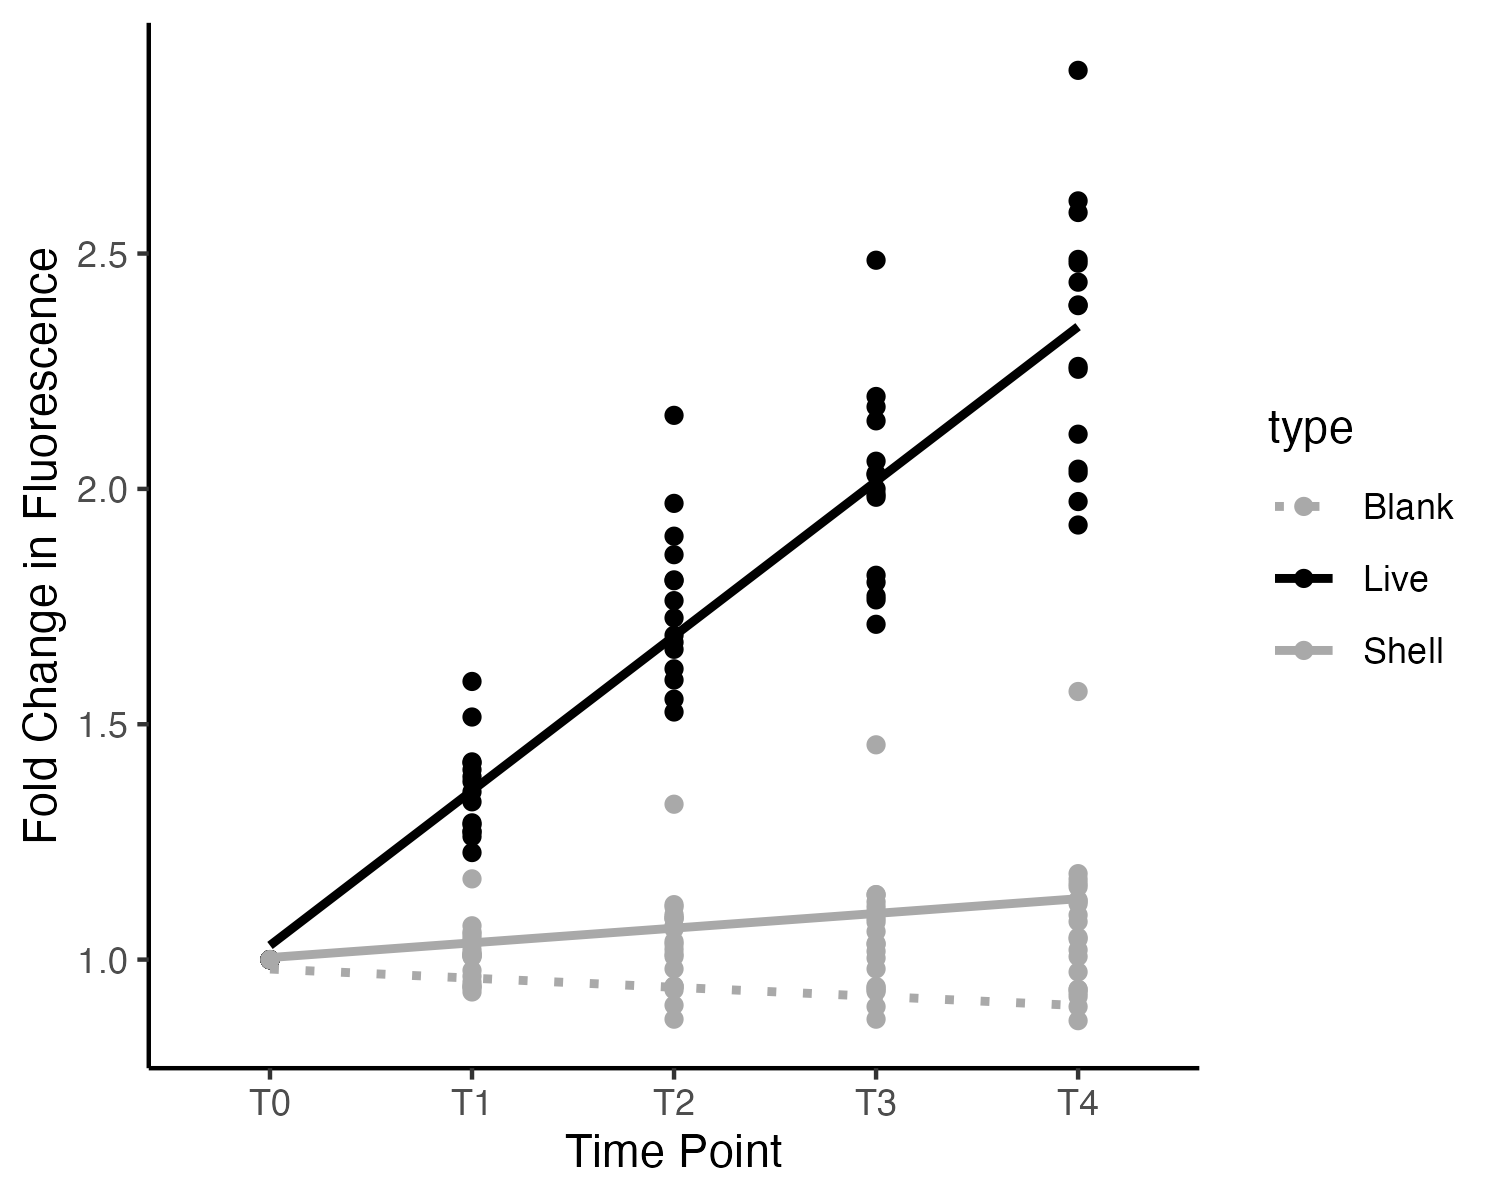 Fold Change in Fluorescence
2.5
2.0
1.5
1.0
T0 T1 T2 T3 T4
Time Point
type
Blank
Live
Shell